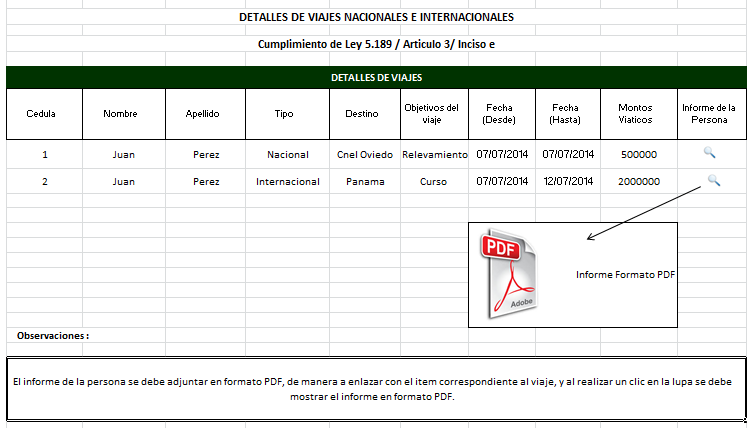 DETALLES DE VIAJES NACIONALES E INTERNACIONALES
Cumplimiento de Ley 5.189 / Articulo 3/ Inciso e
DETALLES DE VIAJES
Cedula Nombre Apellido Tipo Destino Objetivos del viaje Fecha (Desde) Fecha (Hasta) Montos Viaticos Informe de la Persona
1 Juan Perez Nacional Cnel Oviedo Relevamiento 07/07/2014 07/07/2014 500000
2 Juan Perez Internacional Panama Curso 07/07/2014 12/07/2014 2000000
PDF
Adobe
Informe Formato PDF
Observaciones :
El informe de la persona se debe adjuntar en formato PDF, de manera a enlazar con el item correspondiente al viaje, y al realizar un clic en la lupa se debe
mostrar el informe en formato PDF.